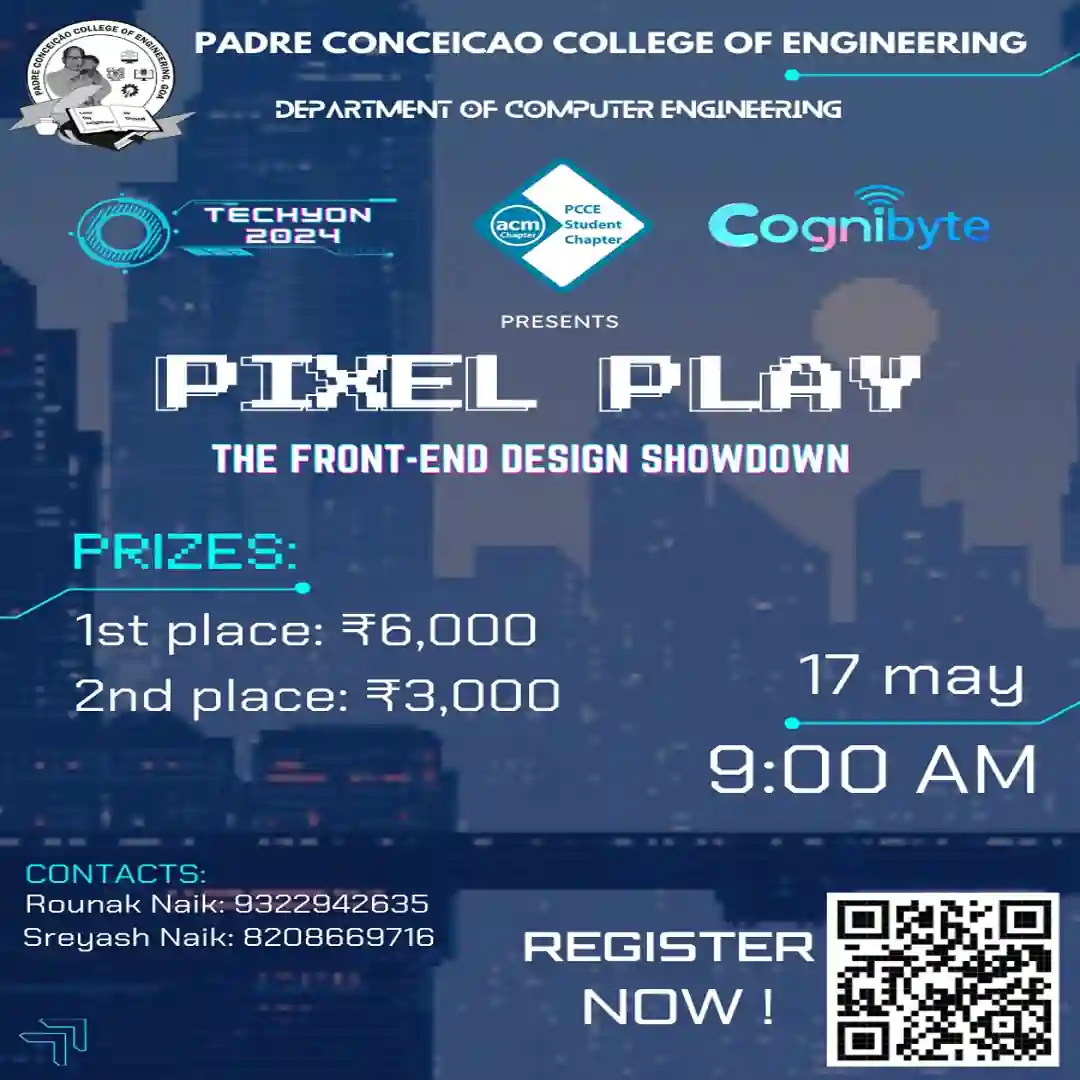 PADRE CONCEIÇÃO COLLEGE OF ENGINEERING, GOA
PADRE CONCEICAO COLLEGE OF ENGINEERING
DEPARTMENT OF COMPUTER ENGINEERING
TECHYON
2024
acm
Chapter
PCCE
Student
Chapter
Cognibyte
PRESENTS
PIXEL PLAY
THE FRONT-END DESIGN SHOWDOWN
PRIZES:
1st place: ₹6,000
2nd place: ₹3,000
17 may
9:00 AM
CONTACTS:
Rounak Naik: 9322942635
Sreyash Naik: 8208669716
REGISTER
NOW !